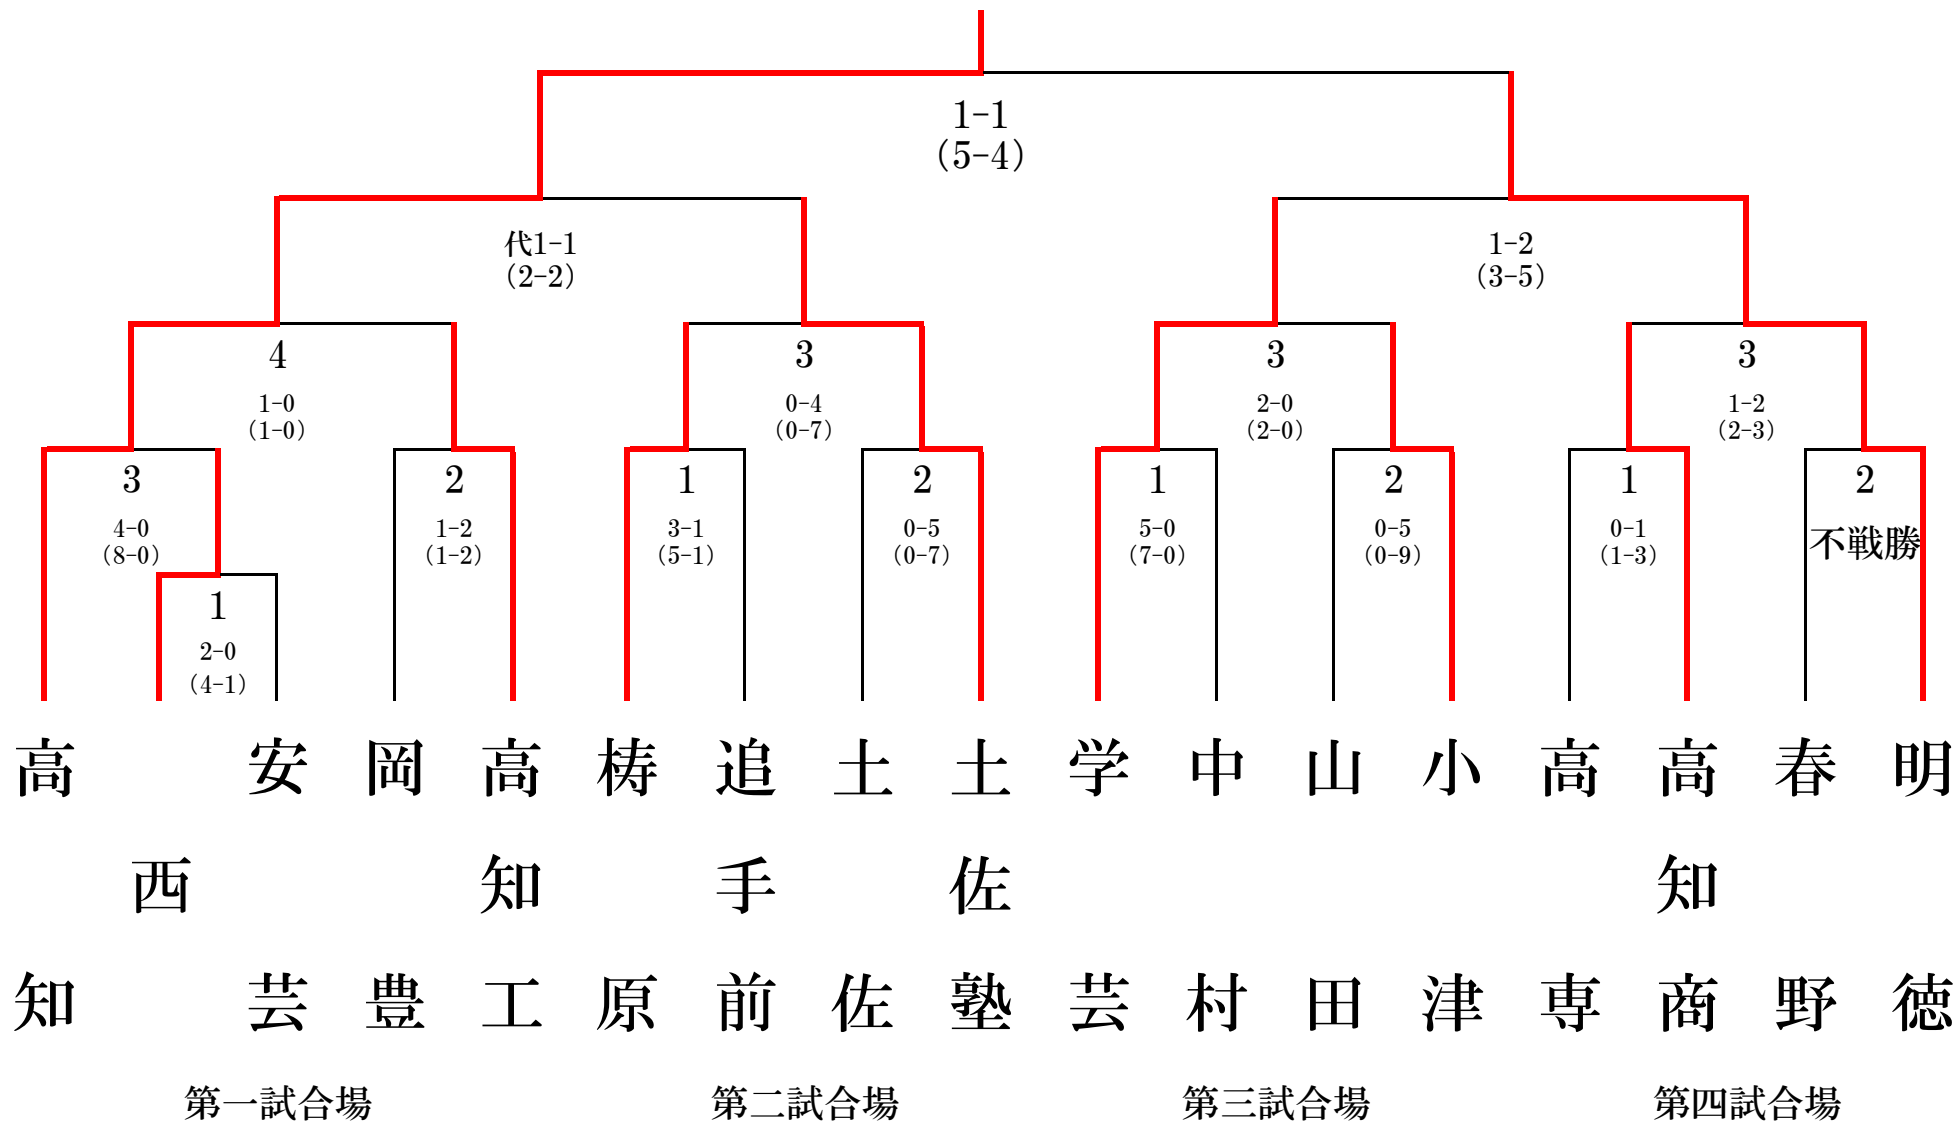 1-1
（5-4）
代1-1
（2-2）
1-2
（3-5）
4
1-0
（1-0）
3
0-4
（0-7）
3
2-0
（2-0）
3
1-2
（2-3）
3
4-0
（8-0）
2
1-2
（1-2）
1
3-1
（5-1）
2
0-5
（0-7）
1
5-0
（7-0）
2
0-5
（0-9）
1
0-1
（1-3）
2
不戦勝
1
2-0
（4-1）
高知
西
安芸
岡豊
高知工
梼原
追手前
土佐
土佐塾
学芸
中村
山田
小津
高専
高知商
春野
明徳
第一試合場
第二試合場
第三試合場
第四試合場